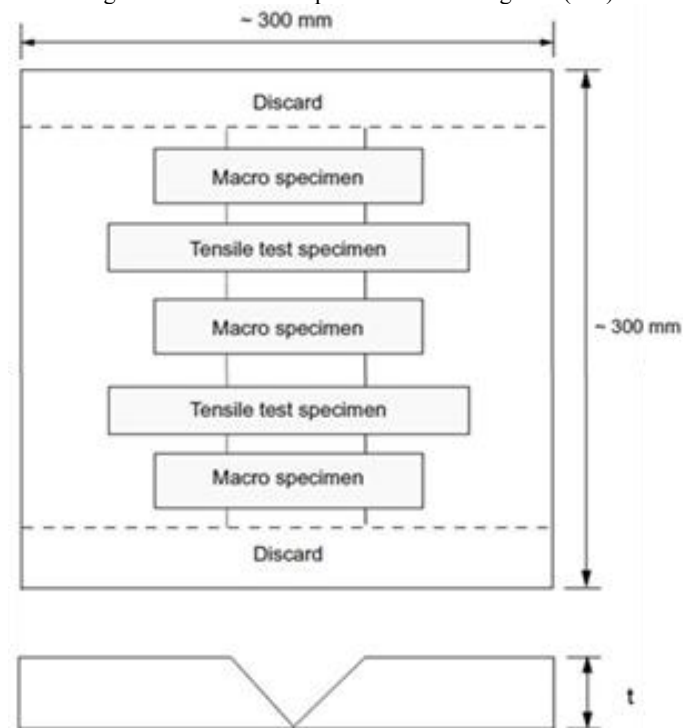 ~ 300 mm
Discard
Macro specimen
Tensile test specimen
Macro specimen
~ 300 mm
Tensile test specimen
Macro specimen
Discard
t